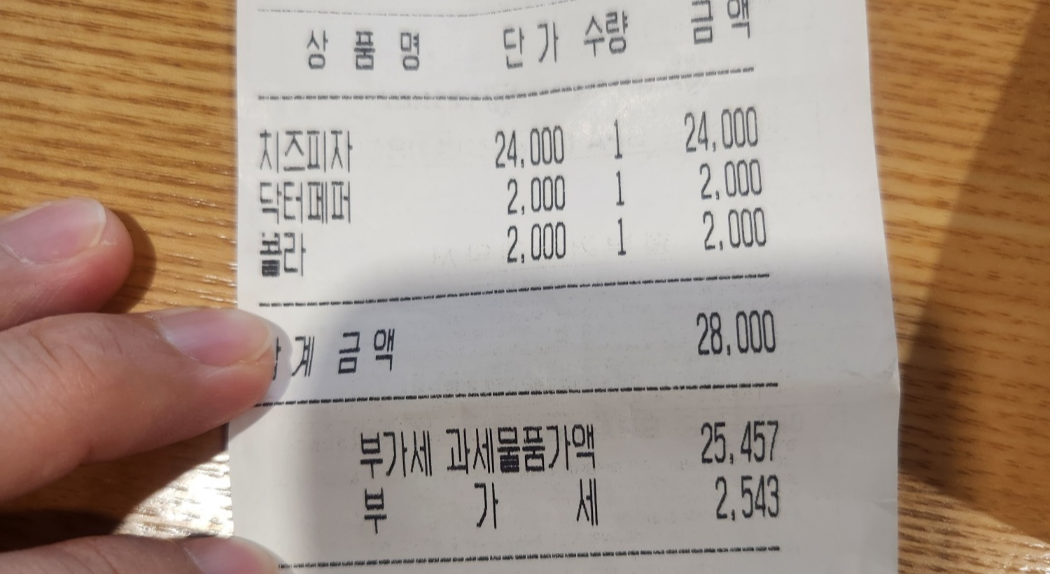 상 품 명 단 가 수량 금 액
치즈피자 24,000 1 24,000
닥터페퍼 2,000 1 2,000
콜라 2,000 1 2,000
계 금 액 28,000
부가세 과세물품가액 25,457
부 가 세 2,543